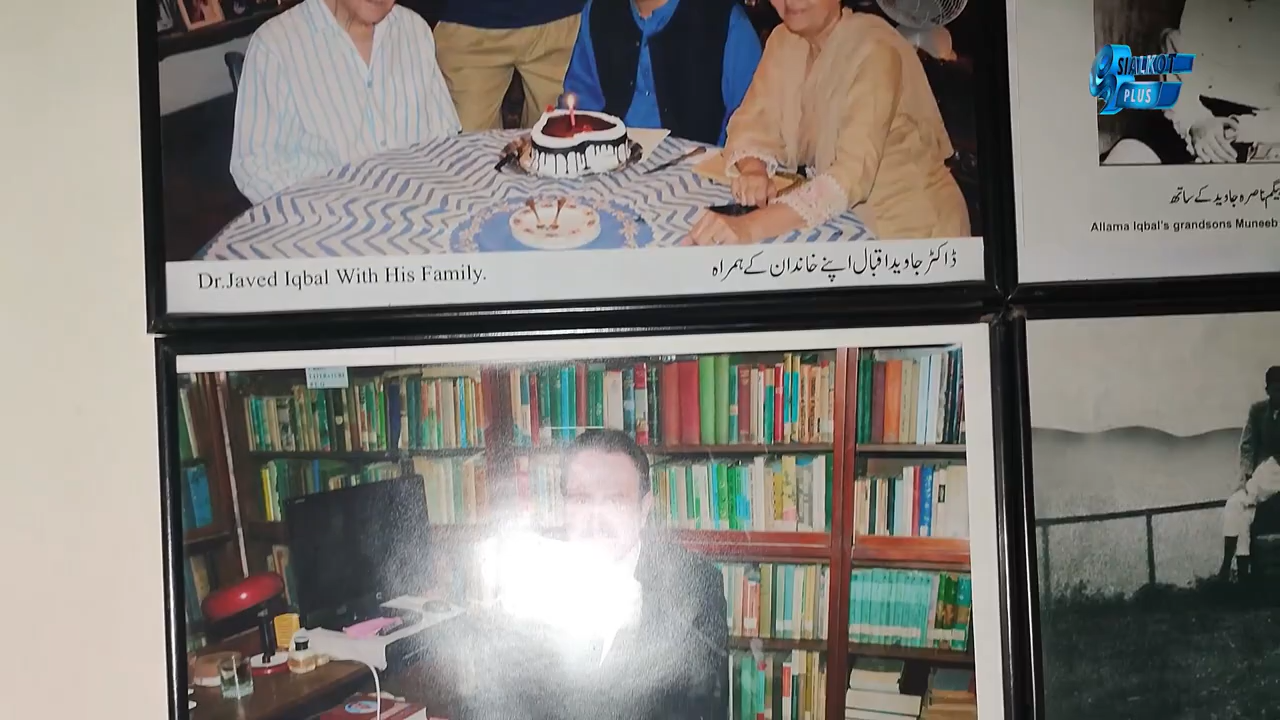 SIALKOT
PLUS
Dr.Javed Iqbal With His Family.
ڈاکٹر جاوید اقبال اپنے خاندان کے ہمراہ
ناصرہ جاوید کے ساتھ
Allama Iqbal's grandsons Muneeb